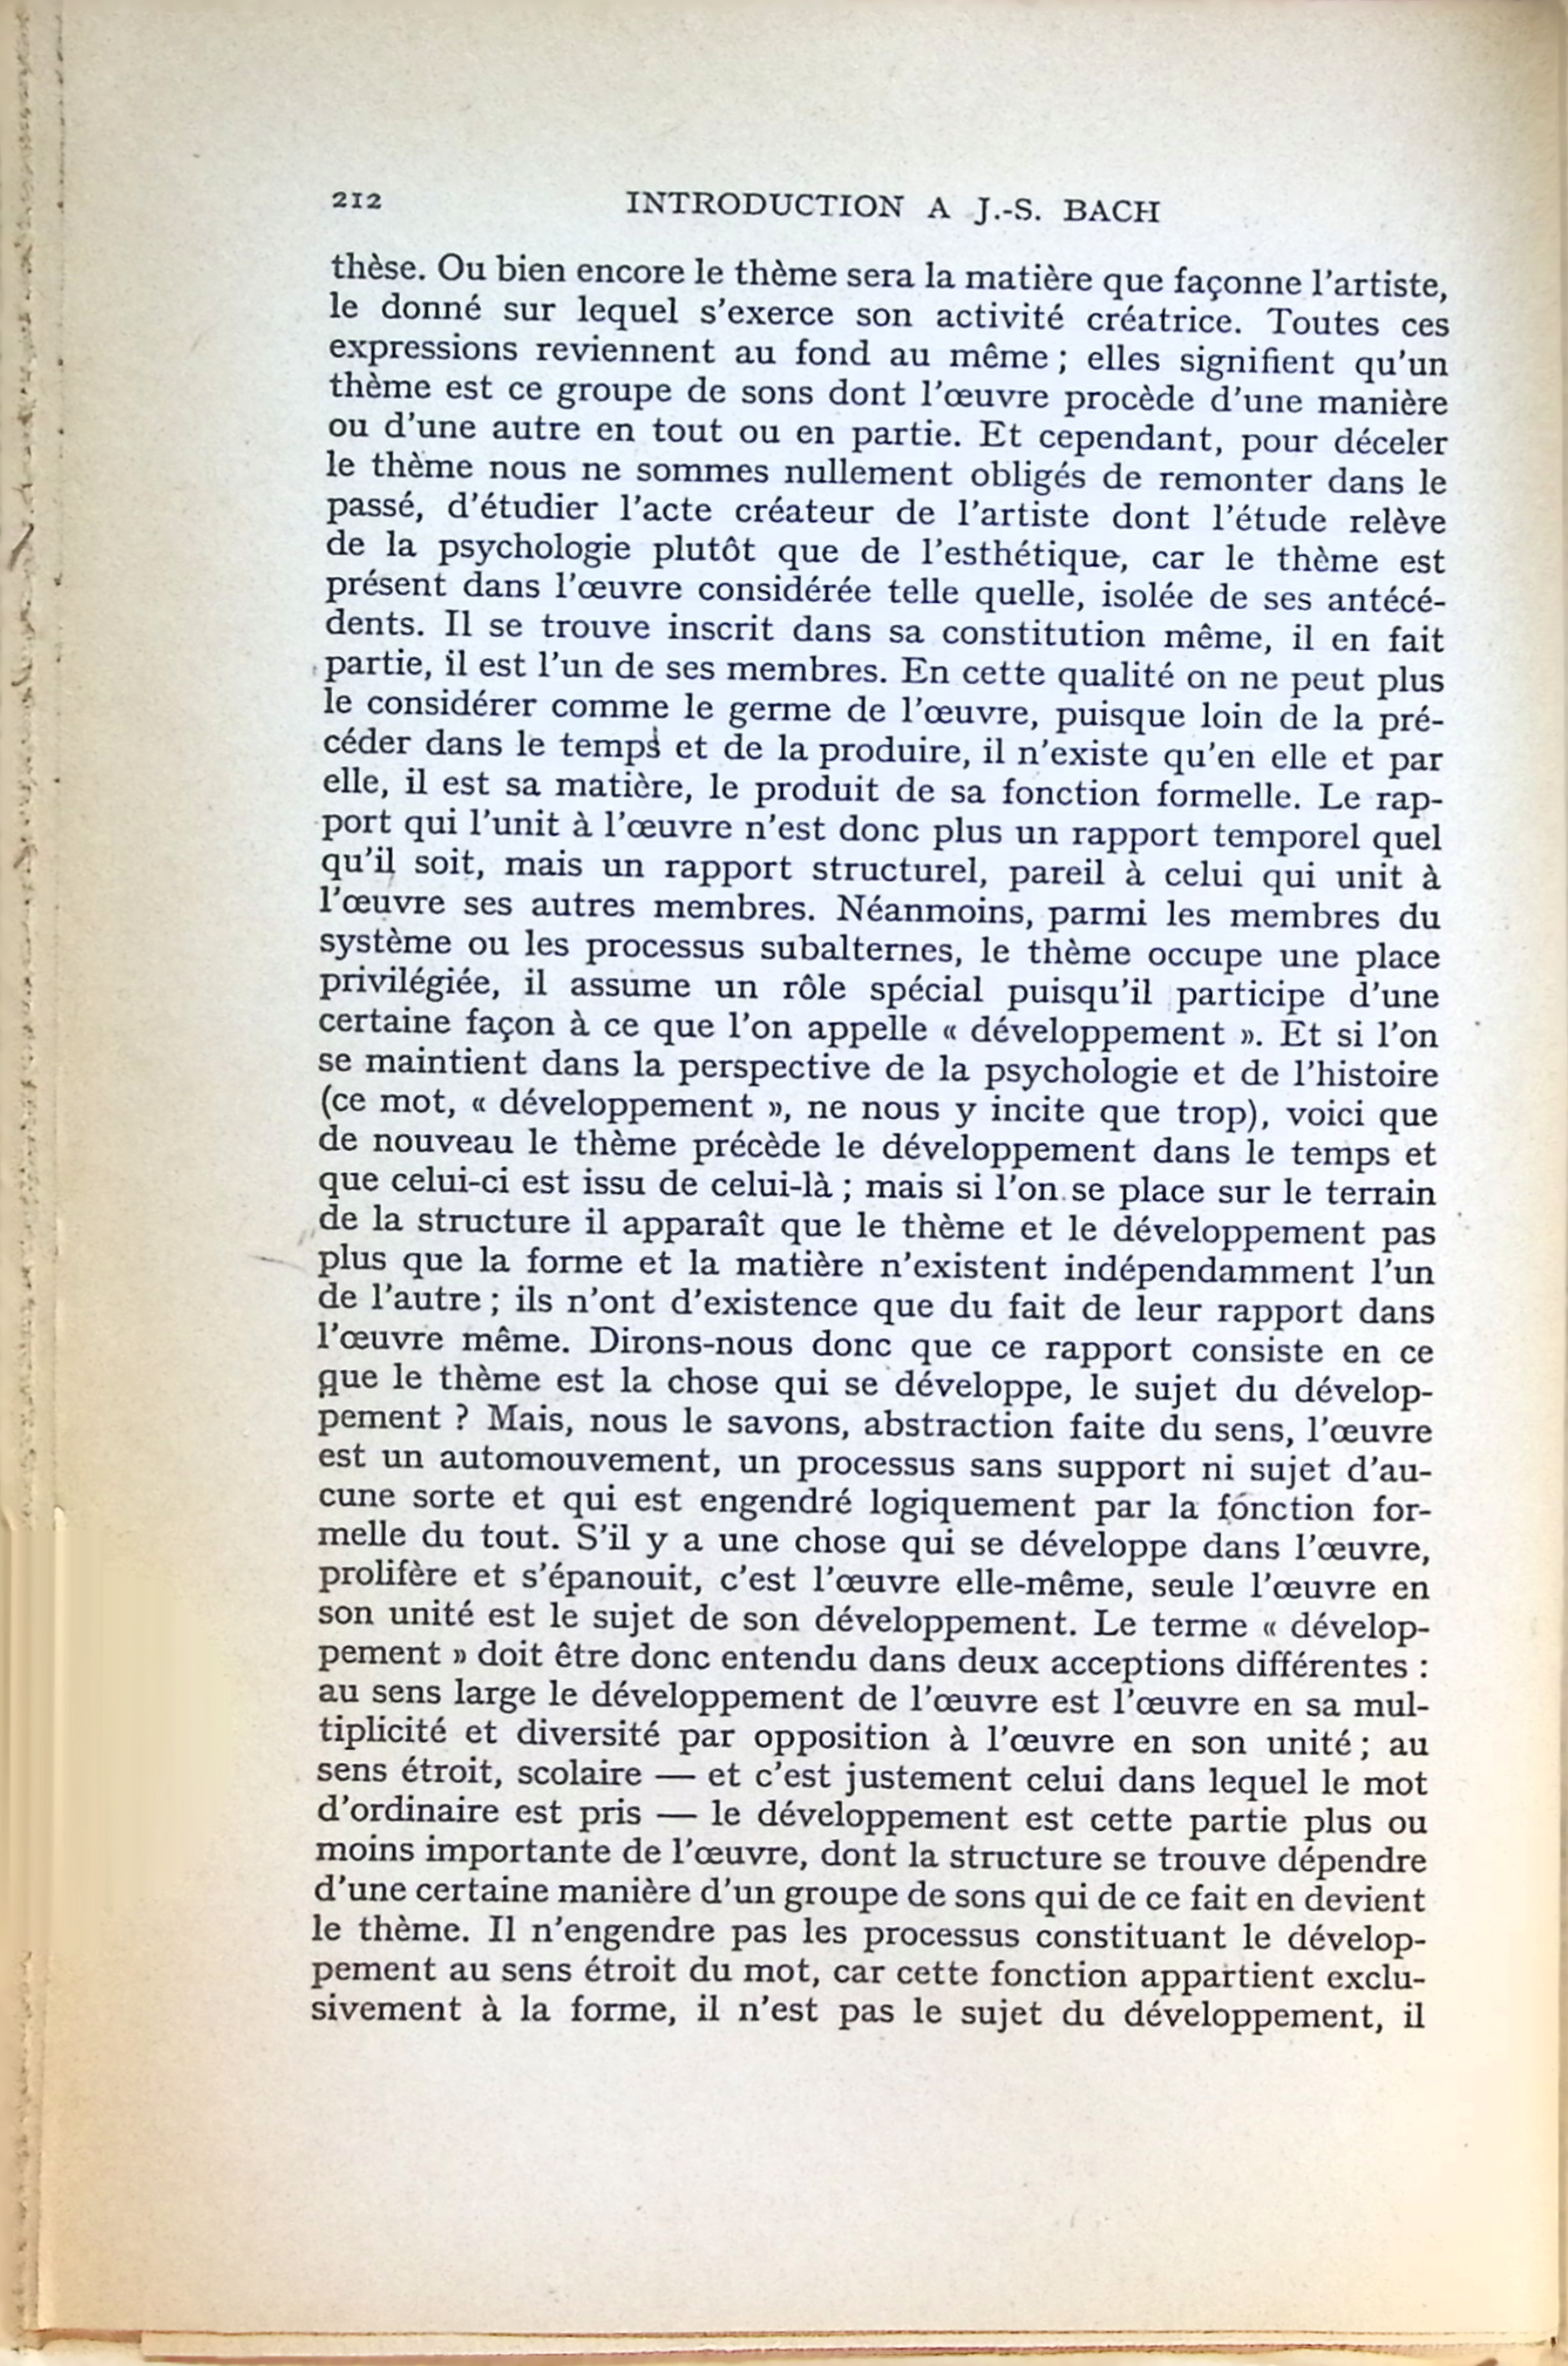 212 INTRODUCTION A J.-S. BACH
thèse. Ou bien encore le thème sera la matière que façonne l'artiste,
le donné sur lequel s'exerce son activité créatrice. Toutes ces
expressions reviennent au fond au même ; elles signifient qu'un
thème est ce groupe de sons dont l'œuvre procède d'une manière
ou d'une autre en tout ou en partie. Et cependant, pour déceler
le thème nous ne sommes nullement obligés de remonter dans le
passé, d'étudier l'acte créateur de l'artiste dont l'étude relève
de la psychologie plutôt que de l'esthétique, car le thème est
présent dans l'œuvre considérée telle quelle, isolée de ses antécé-
dents. Il se trouve inscrit dans sa constitution même, il en fait
partie, il est l'un de ses membres. En cette qualité on ne peut plus
le considérer comme le germe de l'œuvre, puisque loin de la pré-
céder dans le temps et de la produire, il n'existe qu'en elle et par
elle, il est sa matière, le produit de sa fonction formelle. Le rap-
port qui l'unit à l'œuvre n'est donc plus un rapport temporel quel
qu'il soit, mais un rapport structurel, pareil à celui qui unit à
l'œuvre ses autres membres. Néanmoins, parmi les membres du
système ou les processus subalternes, le thème occupe une place
privilégiée, il assume un rôle spécial puisqu'il participe d'une
certaine façon à ce que l'on appelle « développement ». Et si l'on
se maintient dans la perspective de la psychologie et de l'histoire
(ce mot, « développement », ne nous y incite que trop), voici que
de nouveau le thème précède le développement dans le temps et
que celui-ci est issu de celui-là ; mais si l'on se place sur le terrain
de la structure il apparaît que le thème et le développement pas
plus que la forme et la matière n'existent indépendamment l'un
de l'autre ; ils n'ont d'existence que du fait de leur rapport dans
l'œuvre même. Dirons-nous donc que ce rapport consiste en ce
que le thème est la chose qui se développe, le sujet du dévelop-
pement ? Mais, nous le savons, abstraction faite du sens, l'œuvre
est un automouvement, un processus sans support ni sujet d'au-
cune sorte et qui est engendré logiquement par la fonction for-
melle du tout. S'il y a une chose qui se développe dans l'œuvre,
prolifère et s'épanouit, c'est l'œuvre elle-même, seule l'œuvre en
son unité est le sujet de son développement. Le terme « dévelop-
pement » doit être donc entendu dans deux acceptions différentes :
au sens large le développement de l'œuvre est l'œuvre en sa mul-
tiplicité et diversité par opposition à l'œuvre en son unité ; au
sens étroit, scolaire — et c'est justement celui dans lequel le mot
d'ordinaire est pris — le développement est cette partie plus ou
moins importante de l'œuvre, dont la structure se trouve dépendre
d'une certaine manière d'un groupe de sons qui de ce fait en devient
le thème. Il n'engendre pas les processus constituant le dévelop-
pement au sens étroit du mot, car cette fonction appartient exclu-
sivement à la forme, il n'est pas le sujet du développement, il